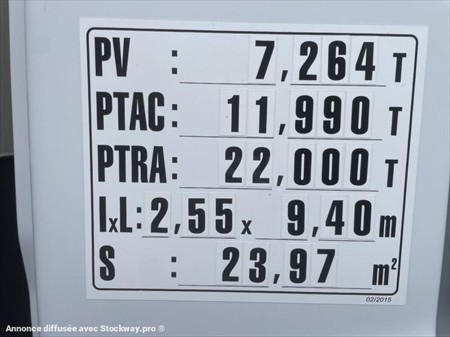 PV : 7,264 T
PTAC: 11,990 T
PTRA: 22,000 T
lxL: 2,55 x 9,40 m
S : 23,97 m²
02/2015
Annonce diffusée avec Stockway.pro ®